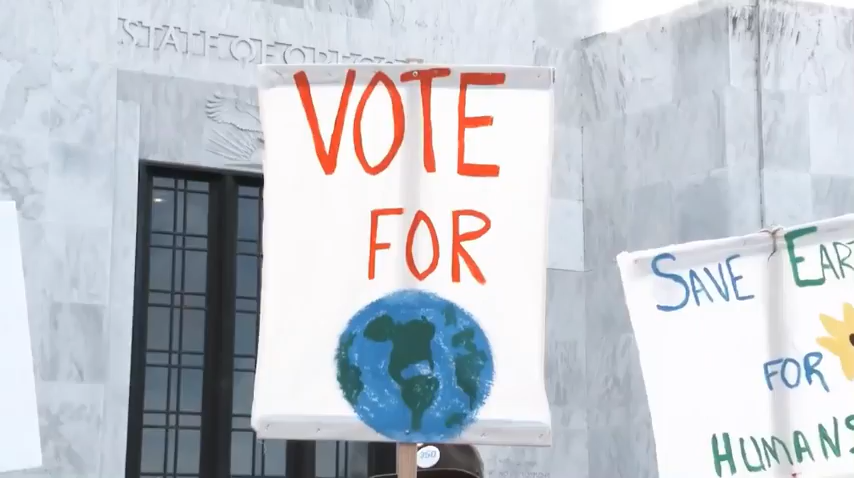 STATE OF
VOTE
FOR
SAVE
FOR
HUMANS
350